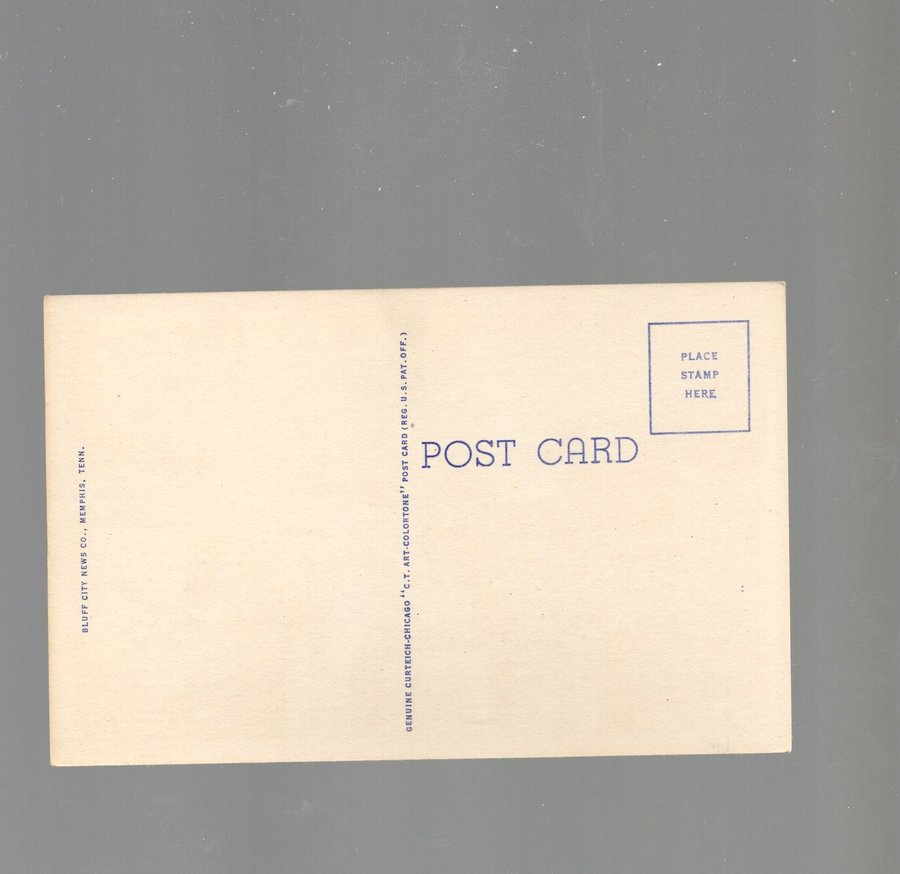 BLUFF CITY NEWS CO., MEMPHIS, TENN.
GENUINE CURTEICH-CHICAGO "C.T. ART-COLORTONE" POST CARD (REG. U.S. PAT. OFF.)
POST CARD
PLACE
STAMP
HERE